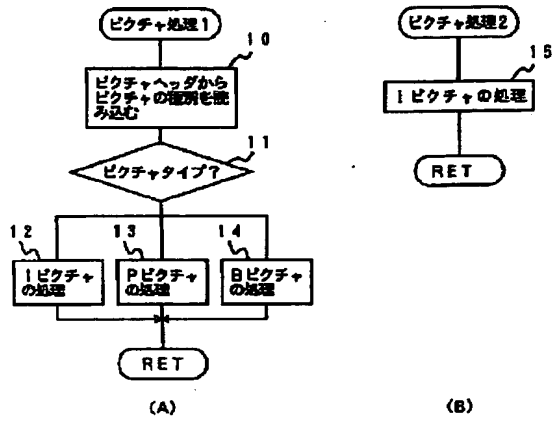 ピクチャ処理1
10
ピクチャヘッダから
ピクチャの種別を読
み込む
11
ピクチャタイプ?
12
Iピクチャ
の処理
13
Pピクチャ
の処理
14
Bピクチャ
の処理
RET
(A)
ピクチャ処理2
15
Iピクチャの処理
RET
(B)